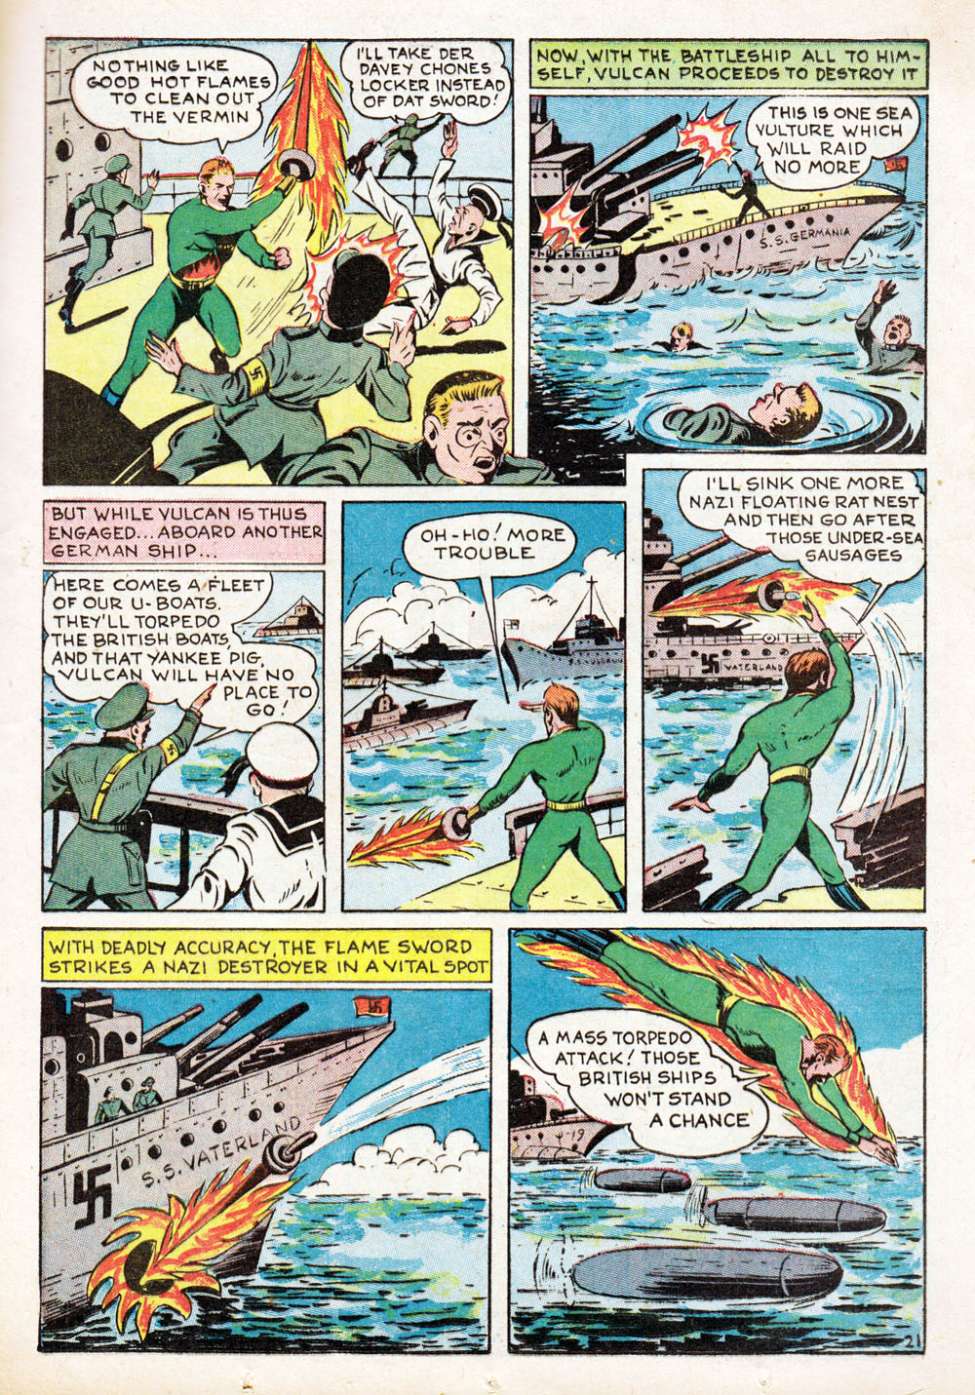 NOTHING LIKE
GOOD HOT FLAMES
TO CLEAN OUT
THE VERMIN
I'LL TAKE DER
DAVEY CHONES
LOCKER INSTEAD
OF DAT SWORD!
NOW, WITH THE BATTLESHIP ALL TO HIM-
SELF, VULCAN PROCEEDS TO DESTROY IT
THIS IS ONE SEA
VULTURE WHICH
WILL RAID
NO MORE
S.S. GERMANIA
BUT WHILE VULCAN IS THUS
ENGAGED... ABOARD ANOTHER
GERMAN SHIP...
HERE COMES A FLEET
OF OUR U-BOATS.
THEY'LL TORPEDO
THE BRITISH BOATS,
AND THAT YANKEE PIG,
VULCAN WILL HAVE NO
PLACE TO
GO!
OH-HO! MORE
TROUBLE
I'LL SINK ONE MORE
NAZI FLOATING RAT NEST
AND THEN GO AFTER
THOSE UNDER-SEA
SAUSAGES
VATERLAND
WITH DEADLY ACCURACY, THE FLAME SWORD
STRIKES A NAZI DESTROYER IN A VITAL SPOT
S.S. VATERLAND
A MASS TORPEDO
ATTACK! THOSE
BRITISH SHIPS
WON'T STAND
A CHANCE
4-19
21